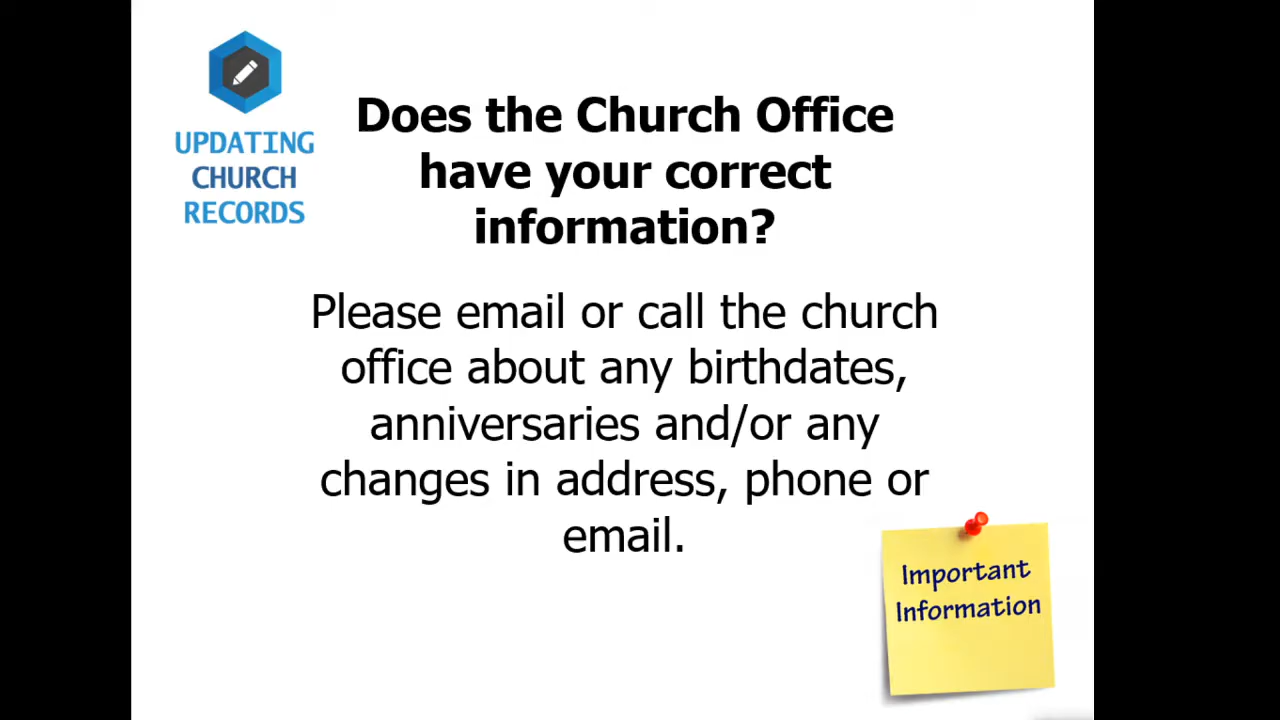 UPDATING
CHURCH
RECORDS
Does the Church Office
have your correct
information?
Please email or call the church
office about any birthdates,
anniversaries and/or any
changes in address, phone or
email.
Important
Information